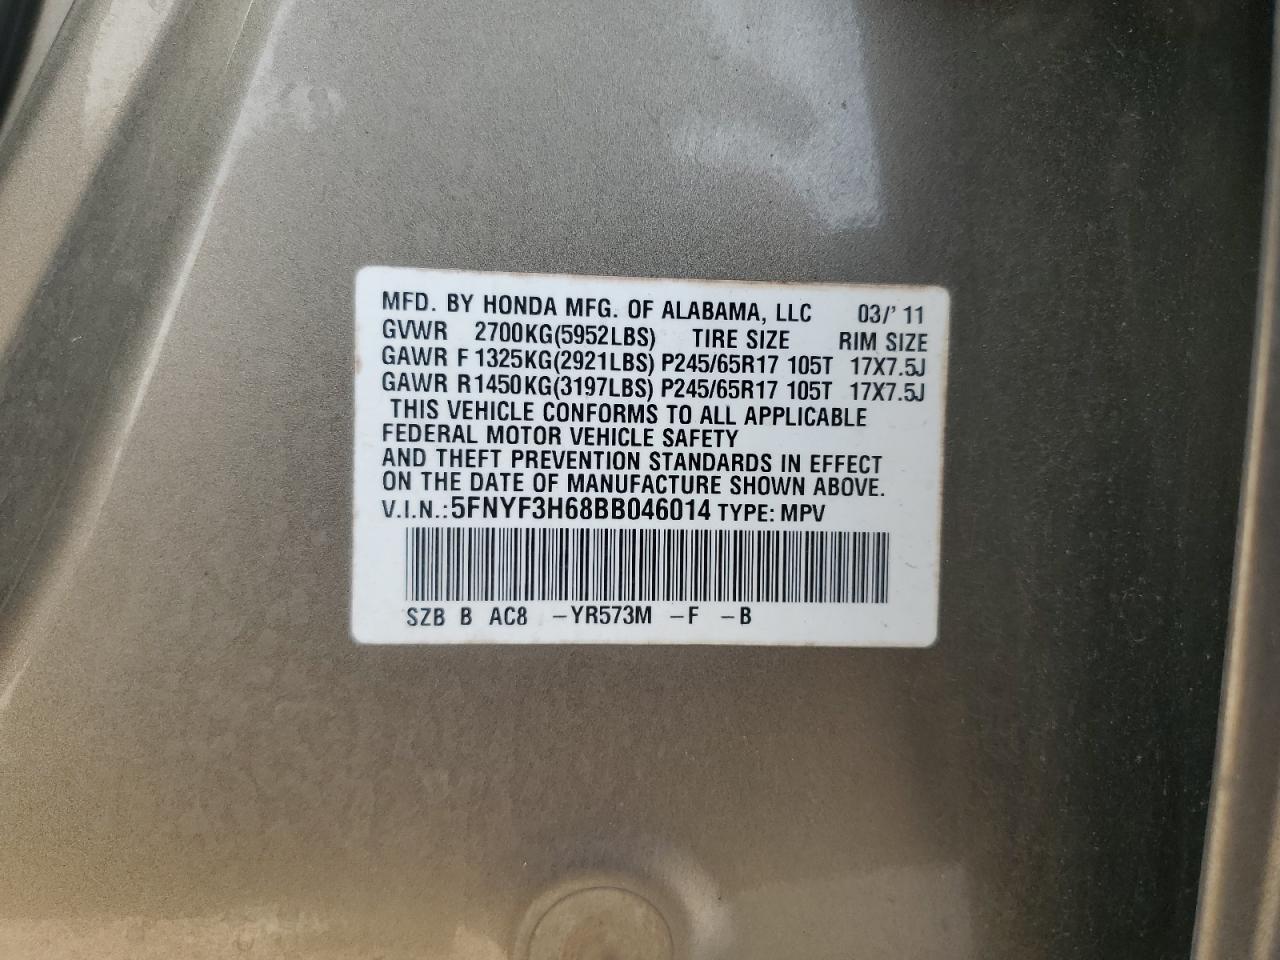 MFD. BY HONDA MFG. OF ALABAMA, LLC 03/' 11
GVWR 2700KG(5952LBS) TIRE SIZE RIM SIZE
GAWR F 1325KG(2921LBS) P245/65R17 105T 17X7.5J
GAWR R1450KG(3197LBS) P245/65R17 105T 17X7.5J
THIS VEHICLE CONFORMS TO ALL APPLICABLE
FEDERAL MOTOR VEHICLE SAFETY
AND THEFT PREVENTION STANDARDS IN EFFECT
ON THE DATE OF MANUFACTURE SHOWN ABOVE.
V.I.N.: 5FNYF3H68BB046014 TYPE: MPV
SZB B AC8 -YR573M -F -B